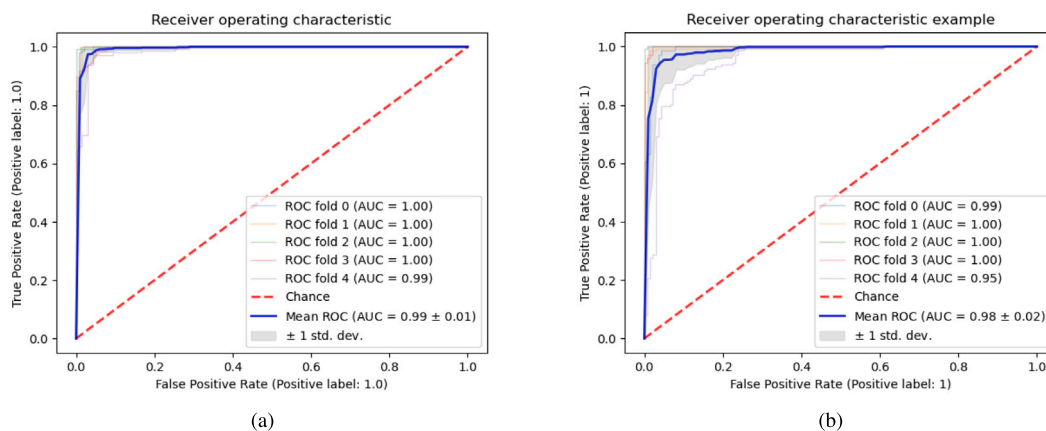 Receiver operating characteristic
True Positive Rate (Positive label: 1.0)
1.0
0.8
0.6
0.4
0.2
0.0
ROC fold 0 (AUC = 1.00)
ROC fold 1 (AUC = 1.00)
ROC fold 2 (AUC = 1.00)
ROC fold 3 (AUC = 1.00)
ROC fold 4 (AUC = 0.99)
Chance
Mean ROC (AUC = 0.99 ± 0.01)
± 1 std. dev.
0.0 0.2 0.4 0.6 0.8 1.0
False Positive Rate (Positive label: 1.0)
(a)
Receiver operating characteristic example
True Positive Rate (Positive label: 1)
1.0
0.8
0.6
0.4
0.2
0.0
ROC fold 0 (AUC = 0.99)
ROC fold 1 (AUC = 1.00)
ROC fold 2 (AUC = 1.00)
ROC fold 3 (AUC = 1.00)
ROC fold 4 (AUC = 0.95)
Chance
Mean ROC (AUC = 0.98 ± 0.02)
± 1 std. dev.
0.0 0.2 0.4 0.6 0.8 1.0
False Positive Rate (Positive label: 1)
(b)